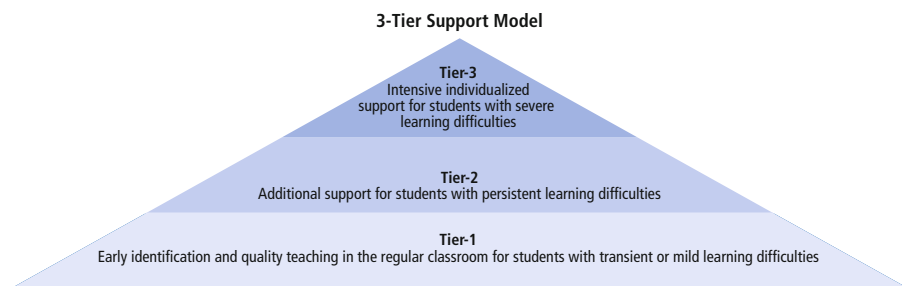 3-Tier Support Model
Tier-3
Intensive individualized
support for students with severe
learning difficulties
Tier-2
Additional support for students with persistent learning difficulties
Tier-1
Early identification and quality teaching in the regular classroom for students with transient or mild learning difficulties